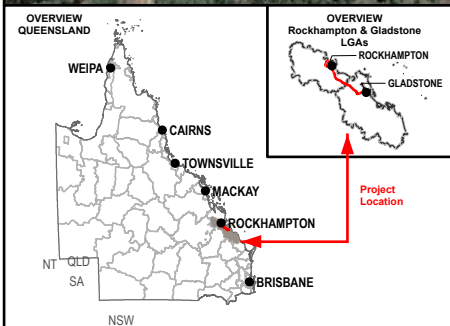 OVERVIEW
QUEENSLAND
WEIPA
CAIRNS
TOWNSVILLE
MACKAY
ROCKHAMPTON
BRISBANE
NT
QLD
SA
NSW
OVERVIEW
Rockhampton & Gladstone
LGAs
ROCKHAMPTON
GLADSTONE
Project
Location